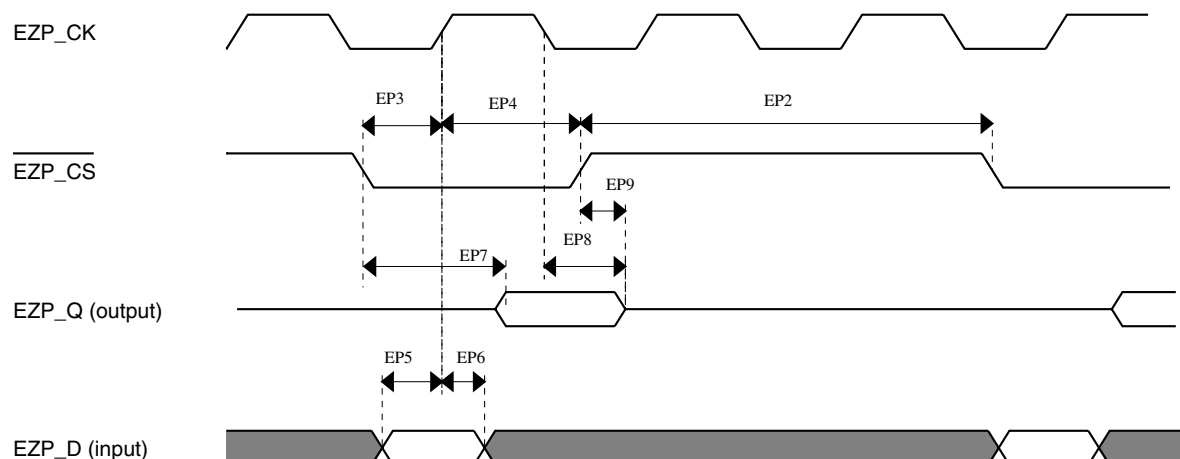 EZP_CK
EP3
EP4
EP2
EZP_CS
EP9
EP8
EP7
EZP_Q (output)
EP5
EP6
EZP_D (input)